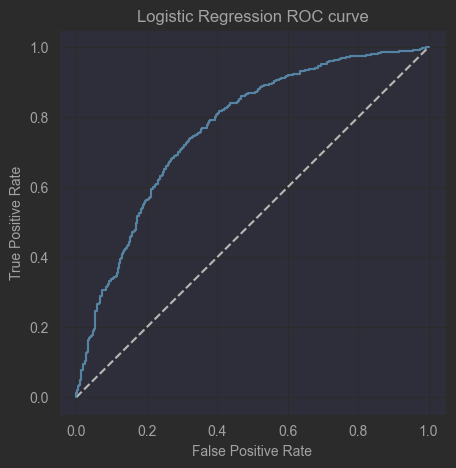 Logistic Regression ROC curve
1.0
0.8
0.6
0.4
0.2
0.0
True Positive Rate
0.0 0.2 0.4 0.6 0.8 1.0
False Positive Rate